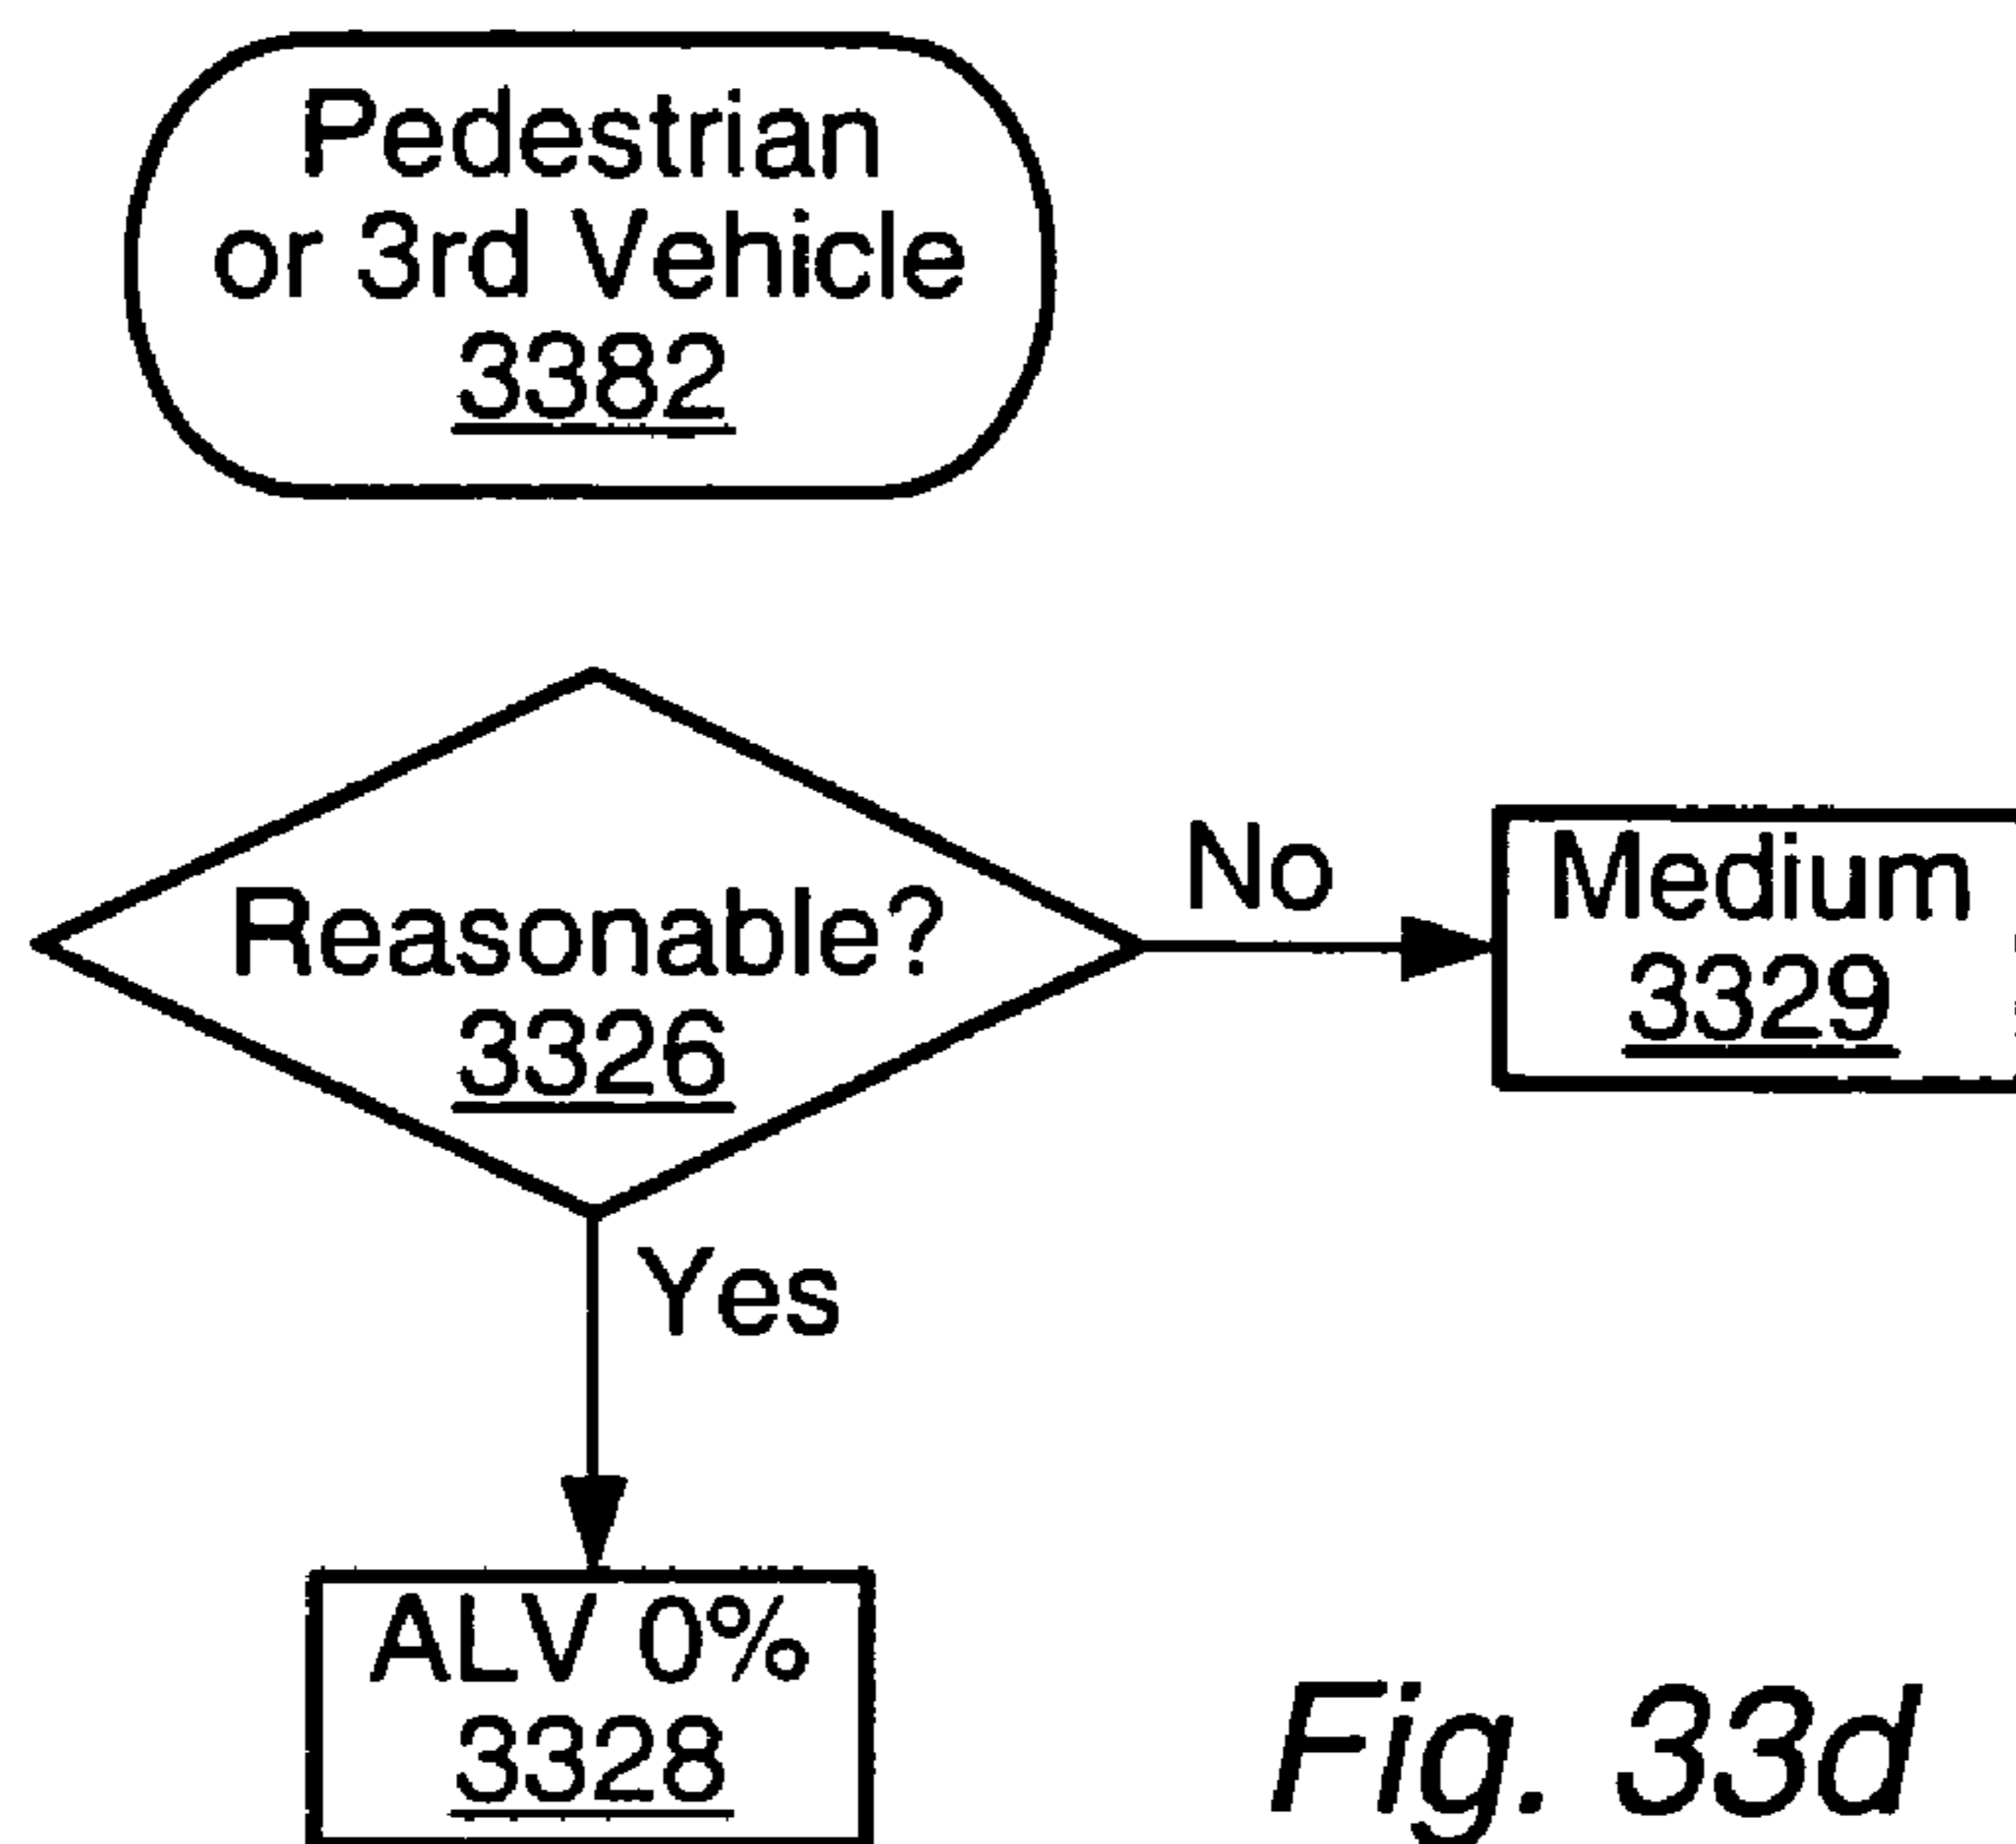 Pedestrian
or 3rd Vehicle
3382
Reasonable?
3326
No
Medium
3329
Yes
ALV 0%
3328
Fig. 33d